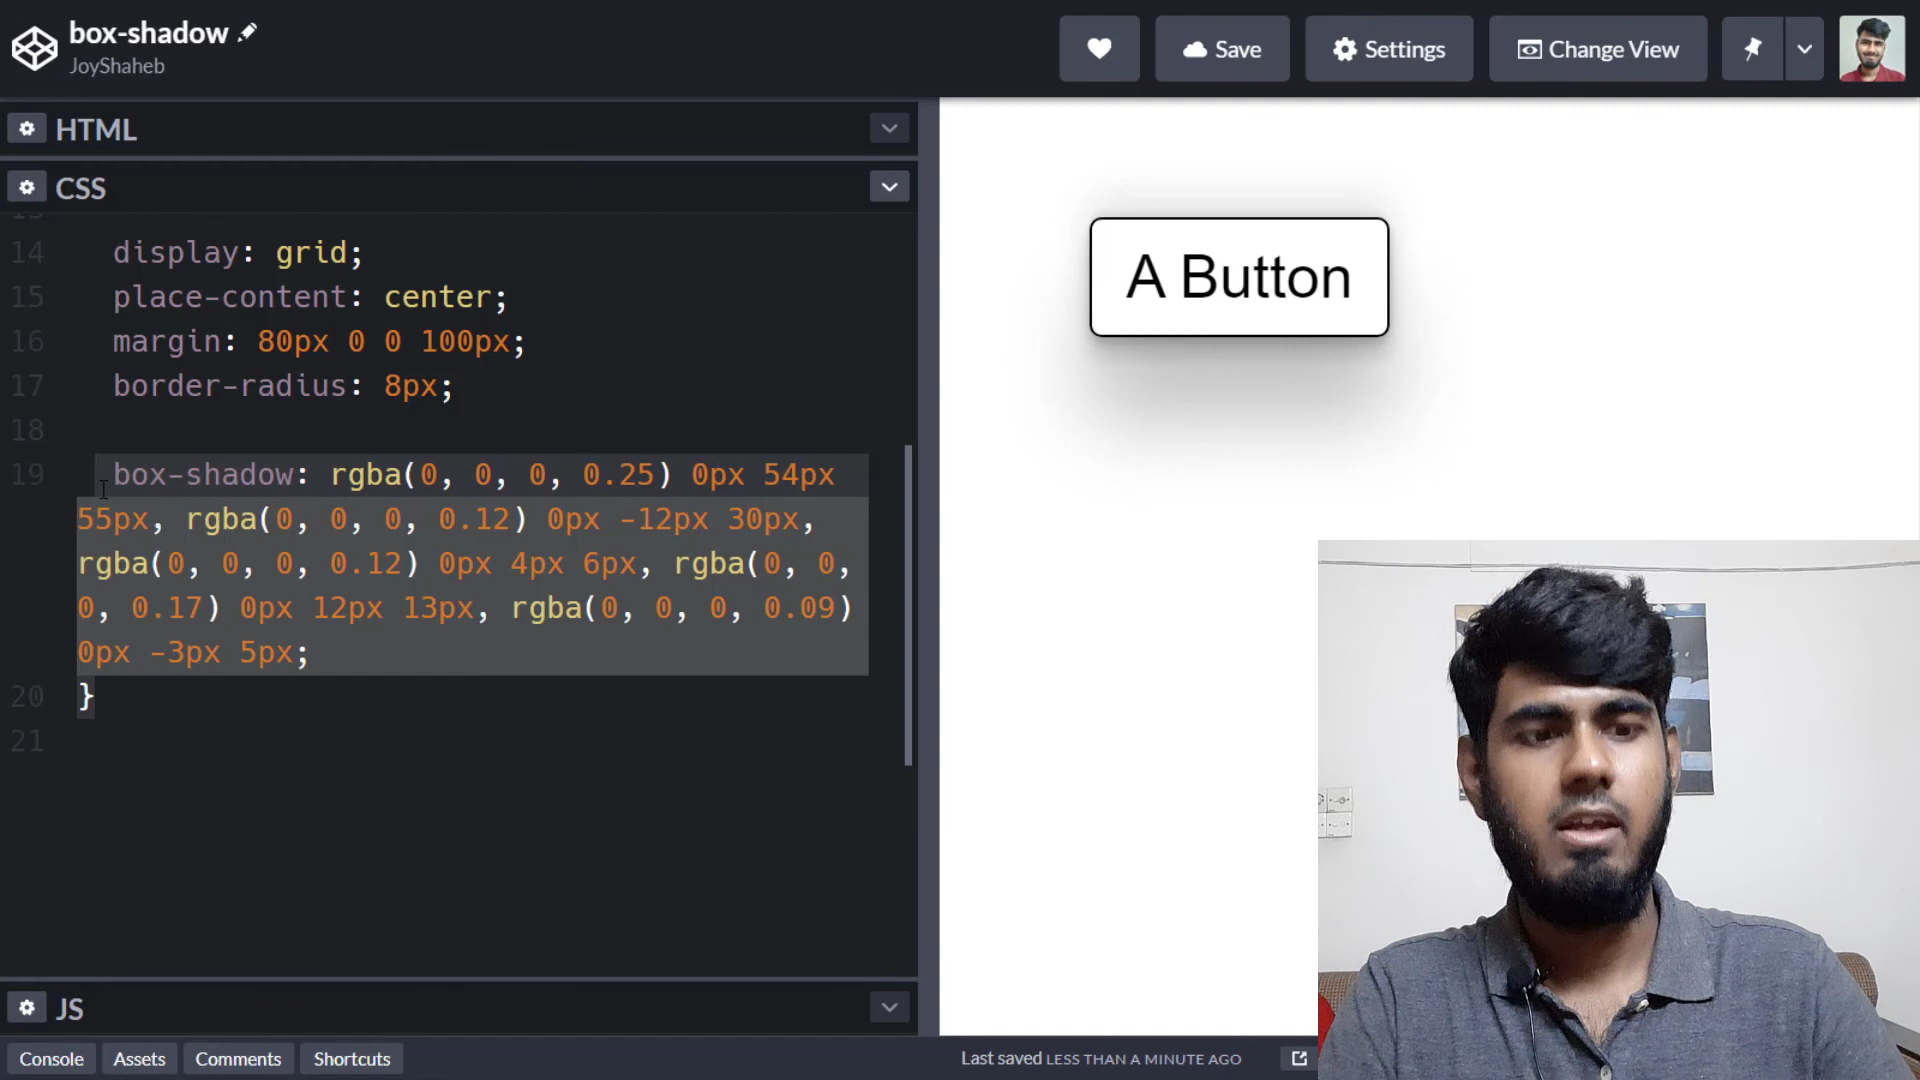 box-shadow
JoyShaheb
Save
Settings
Change View
HTML
CSS
14 display: grid;
15 place-content: center;
16 margin: 80px 0 0 100px;
17 border-radius: 8px;
18
19 box-shadow: rgba(0, 0, 0, 0.25) 0px 54px
55px, rgba(0, 0, 0, 0.12) 0px -12px 30px,
rgba(0, 0, 0, 0.12) 0px 4px 6px, rgba(0, 0,
0, 0.17) 0px 12px 13px, rgba(0, 0, 0, 0.09)
0px -3px 5px;
20 }
21
A Button
JS
Console
Assets
Comments
Shortcuts
Last saved LESS THAN A MINUTE AGO